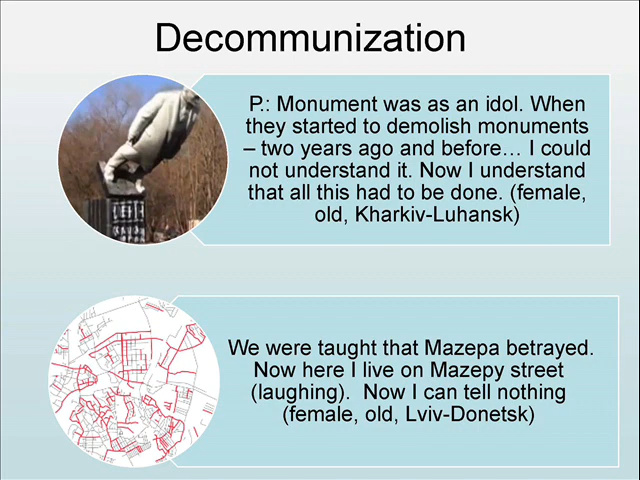 Decommunization
P.: Monument was as an idol. When
they started to demolish monuments
– two years ago and before… I could
not understand it. Now I understand
that all this had to be done. (female,
old, Kharkiv-Luhansk)
We were taught that Mazepa betrayed.
Now here I live on Mazepy street
(laughing).  Now I can tell nothing
(female, old, Lviv-Donetsk)